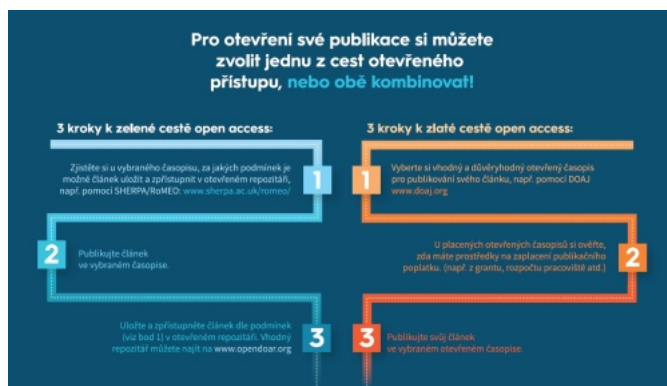 Pro otevření své publikace si můžete
zvolit jednu z cest otevřeného
přístupu, nebo obě kombinovat!
3 kroky k zelené cestě open access:
Zjistěte si u vybraného časopisu, za jakých podmínek je
možné článek uložit a zpřístupnit v otevřeném repozitáři,
např. pomocí SHERPA/RoMEO: www.sherpa.ac.uk/romeo/
1
2
Publikujte článek
ve vybraném časopise.
Uložte a zpřístupněte článek dle podmínek
(viz bod 1) v otevřeném repozitáři. Vhodný
repozitář můžete najít na www.opendoar.org
3
3 kroky k zlaté cestě open access:
1
Vyberte si vhodný a důvěryhodný otevřený časopis
pro publikování svého článku, např. pomocí DOAJ
www.doaj.org
U placených otevřených časopisů si ověřte,
zda máte prostředky na zaplacení publikačního
poplatku. (např. z grantu, rozpočtu pracoviště atd.)
2
3
Publikujte svůj článek
ve vybraném otevřeném časopise.